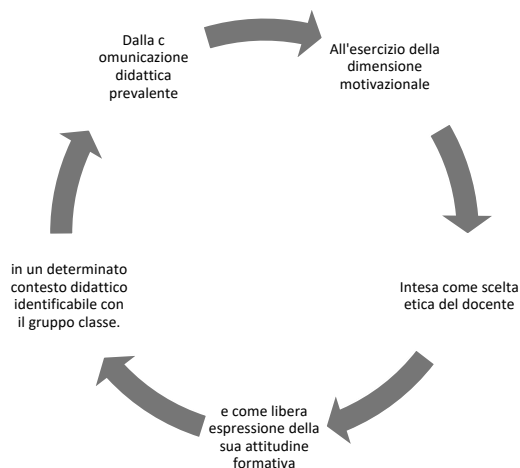 Dalla c
omunicazione
didattica
prevalente
All'esercizio della
dimensione
motivazionale
Intesa come scelta
etica del docente
e come libera
espressione della
sua attitudine
formativa
in un determinato
contesto didattico
identificabile con
il gruppo classe.